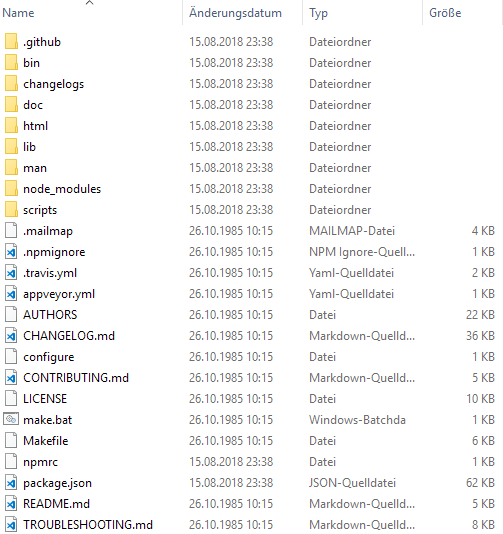 Name Änderungsdatum Typ Größe
.github 15.08.2018 23:38 Dateiordner
bin 15.08.2018 23:38 Dateiordner
changelogs 15.08.2018 23:38 Dateiordner
doc 15.08.2018 23:38 Dateiordner
html 15.08.2018 23:38 Dateiordner
lib 15.08.2018 23:38 Dateiordner
man 15.08.2018 23:38 Dateiordner
node_modules 15.08.2018 23:38 Dateiordner
scripts 15.08.2018 23:38 Dateiordner
.mailmap 26.10.1985 10:15 MAILMAP-Datei 4 KB
.npmignore 26.10.1985 10:15 NPM Ignore-Quell... 1 KB
.travis.yml 26.10.1985 10:15 Yaml-Quelldatei 2 KB
appveyor.yml 26.10.1985 10:15 Yaml-Quelldatei 1 KB
AUTHORS 26.10.1985 10:15 Datei 22 KB
CHANGELOG.md 26.10.1985 10:15 Markdown-Quelld... 36 KB
configure 26.10.1985 10:15 Datei 1 KB
CONTRIBUTING.md 26.10.1985 10:15 Markdown-Quelld... 5 KB
LICENSE 26.10.1985 10:15 Datei 10 KB
make.bat 26.10.1985 10:15 Windows-Batchda 1 KB
Makefile 26.10.1985 10:15 Datei 6 KB
npmrc 15.08.2018 23:38 Datei 1 KB
package.json 15.08.2018 23:38 JSON-Quelldatei 62 KB
README.md 26.10.1985 10:15 Markdown-Quelld... 5 KB
TROUBLESHOOTING.md 26.10.1985 10:15 Markdown-Quelld... 8 KB